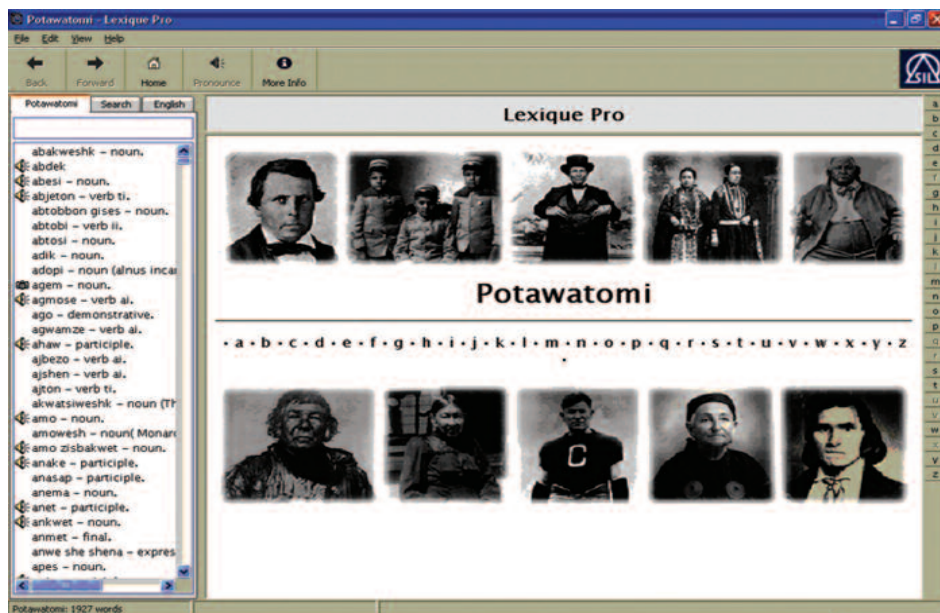 Potawatomi - Lexique Pro
File Edit View Help
Back Forward Home Pronounce More Info
SIL
Potawatomi Search English
Lexique Pro
abakweshk - noun.
abdek
abesi - noun.
abjeton - verb ti.
abtobbon gises - noun.
abtobi - verb ii.
abtosi - noun.
adik - noun.
adopi - noun (alnus incar
agem - noun.
agmose - verb ai.
ago - demonstrative.
agwamze - verb ai.
ahaw - participle.
ajbezo - verb ai.
ajshen - verb ai.
ajton - verb ti.
akwatsiweshk - noun (Th
amo - noun.
amowesh - noun( Monarc
amo zisbakwet - noun.
anake - participle.
anasap - participle.
anema - noun.
anet - participle.
ankwet - noun.
anmet - final.
anwe she shena - expres
apes - noun.
Potawatomi
· a · b · c · d · e · f · g · h · i · j · k · l · m · n · o · p · q · r · s · t · u · v · w · x · y · z
·
C
a
b
c
d
e
f
g
h
i
j
k
l
m
n
o
p
q
r
s
t
u
v
w
x
y
z
Potawatomi: 1927 words